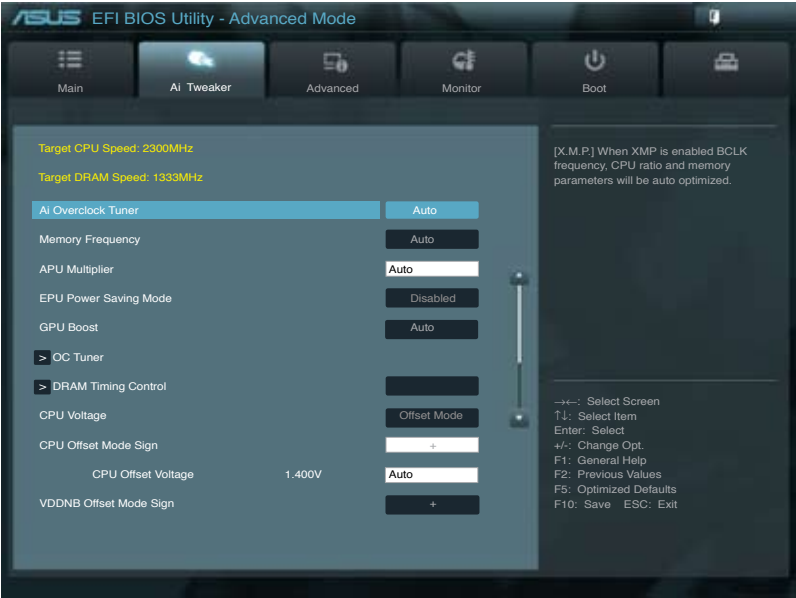 ASUS EFI BIOS Utility - Advanced Mode
Main
Ai Tweaker
Advanced
Monitor
Boot
Target CPU Speed: 2300MHz
Target DRAM Speed: 1333MHz
Ai Overclock Tuner Auto
Memory Frequency Auto
APU Multiplier Auto
EPU Power Saving Mode Disabled
GPU Boost Auto
> OC Tuner
> DRAM Timing Control
CPU Voltage Offset Mode
CPU Offset Mode Sign +
CPU Offset Voltage 1.400V Auto
VDDNB Offset Mode Sign +
[X.M.P.] When XMP is enabled BCLK
frequency, CPU ratio and memory
parameters will be auto optimized.
→←: Select Screen
↑↓: Select Item
Enter: Select
+/-: Change Opt.
F1: General Help
F2: Previous Values
F5: Optimized Defaults
F10: Save ESC: Exit